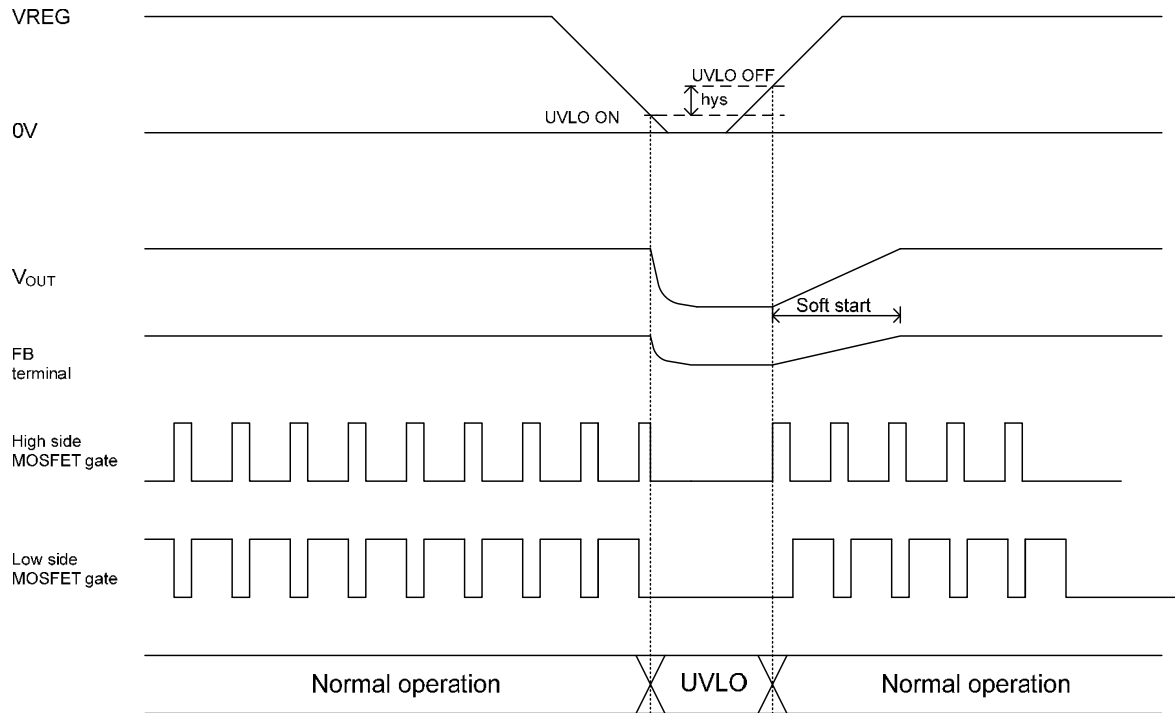 VREG
UVLO OFF
hys
UVLO ON
0V
VOUT
Soft start
FB
terminal
High side
MOSFET gate
Low side
MOSFET gate
Normal operation
UVLO
Normal operation